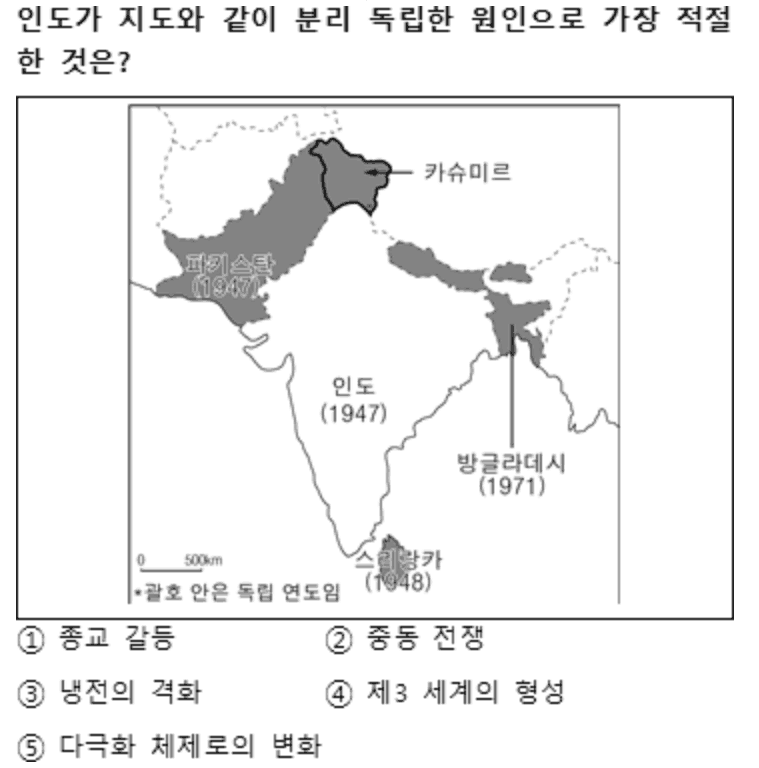 인도가 지도와 같이 분리 독립한 원인으로 가장 적절
한 것은?
카슈미르
파키스탄
(1947)
인도
(1947)
방글라데시
(1971)
스리랑카
(1948)
0 500km
*괄호 안은 독립 연도임
① 종교 갈등 ② 중동 전쟁
③ 냉전의 격화 ④ 제3 세계의 형성
⑤ 다극화 체제로의 변화